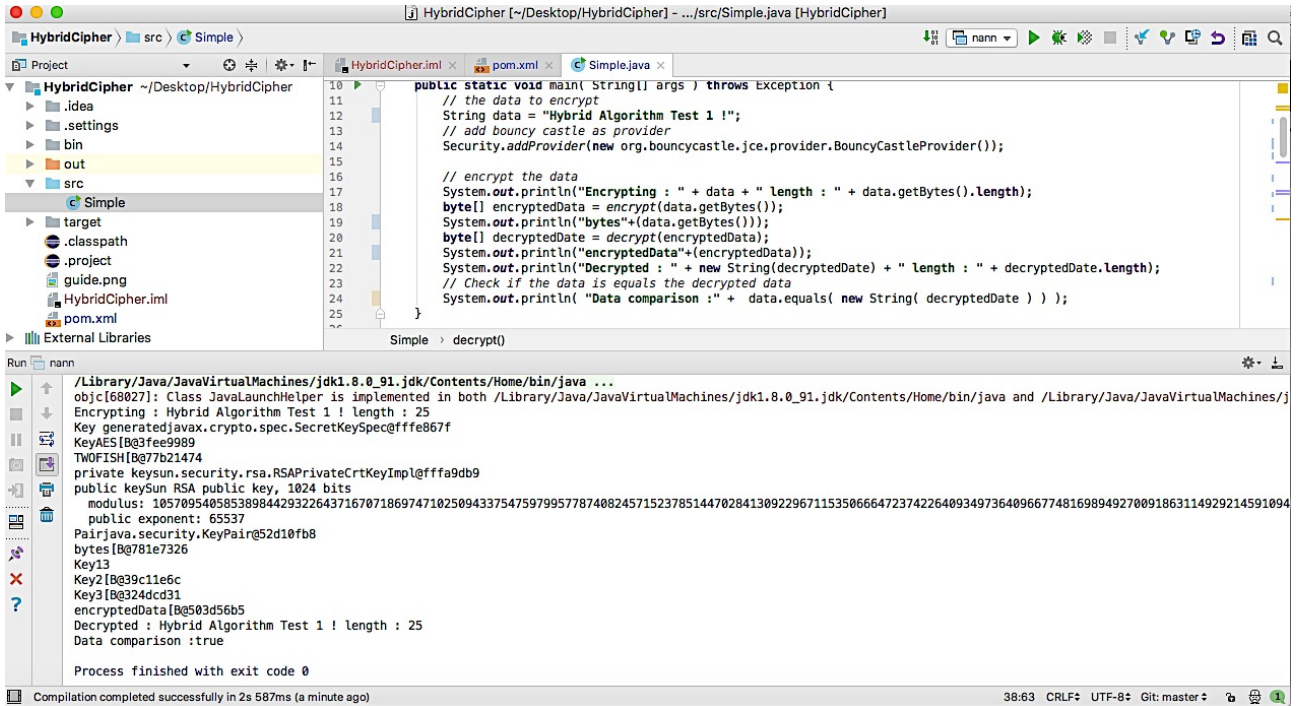 HybridCipher [~/Desktop/HybridCipher] - .../src/Simple.java [HybridCipher]
HybridCipher src Simple
nann
Project
HybridCipher.iml pom.xml Simple.java
HybridCipher ~/Desktop/HybridCipher
.idea
.settings
bin
out
src
Simple
target
.classpath
.project
guide.png
HybridCipher.iml
pom.xml
External Libraries
10 public static void main( String[] args ) throws Exception {
11 // the data to encrypt
12 String data = "Hybrid Algorithm Test 1 !";
13 // add bouncy castle as provider
14 Security.addProvider(new org.bouncycastle.jce.provider.BouncyCastleProvider());
15
16 // encrypt the data
17 System.out.println("Encrypting : " + data + " length : " + data.getBytes().length);
18 byte[] encryptedData = encrypt(data.getBytes());
19 System.out.println("bytes"+(data.getBytes()));
20 byte[] decryptedDate = decrypt(encryptedData);
21 System.out.println("encryptedData"+(encryptedData));
22 System.out.println("Decrypted : " + new String(decryptedDate) + " length : " + decryptedDate.length);
23 // Check if the data is equals the decrypted data
24 System.out.println( "Data comparison :" + data.equals( new String( decryptedDate ) ) );
25 }
Simple > decrypt()
Run nann
/Library/Java/JavaVirtualMachines/jdk1.8.0_91.jdk/Contents/Home/bin/java ...
objc[68027]: Class JavaLaunchHelper is implemented in both /Library/Java/JavaVirtualMachines/jdk1.8.0_91.jdk/Contents/Home/bin/java and /Library/Java/JavaVirtualMachines/j
Encrypting : Hybrid Algorithm Test 1 ! length : 25
Key generatedjavax.crypto.spec.SecretKeySpec@fffe867f
KeyAES[B@3fee9989
TWOFISH[B@77b21474
private keysun.security.rsa.RSAPrivateCrtKeyImpl@fffa9db9
public keySun RSA public key, 1024 bits
modulus:
public exponent: 65537
Pairjava.security.KeyPair@52d10fb8
bytes[B@781e7326
Key13
Key2[B@39c11e6c
Key3[B@324dcd31
encryptedData[B@503d56b5
Decrypted : Hybrid Algorithm Test 1 ! length : 25
Data comparison :true
Process finished with exit code 0
Compilation completed successfully in 2s 587ms (a minute ago)
38:63 CRLF UTF-8 Git: master 1